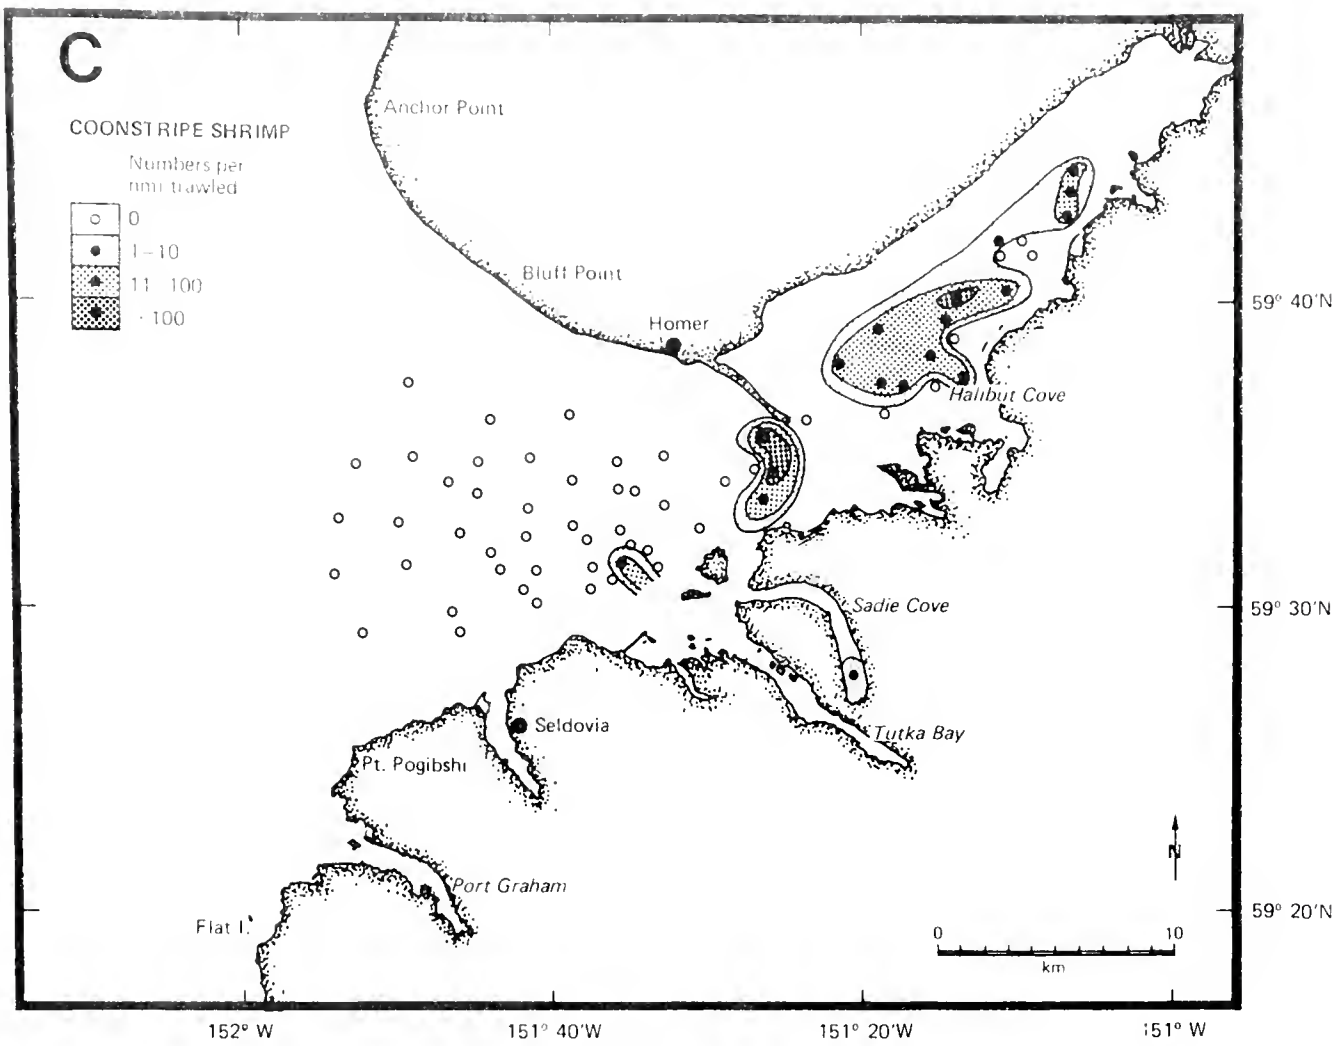 C
COONSTRIPE SHRIMP
Numbers per
nmi trawled
0
1–10
11–100
100
Anchor Point
Bluff Point
Homer
Halibut Cove
Sadie Cove
Tutka Bay
Seldovia
Pt. Pogibshi
Port Graham
Flat I.
N
0 10
km
59° 40'N
59° 30'N
59° 20'N
152° W
151° 40'W
151° 20'W
151° W